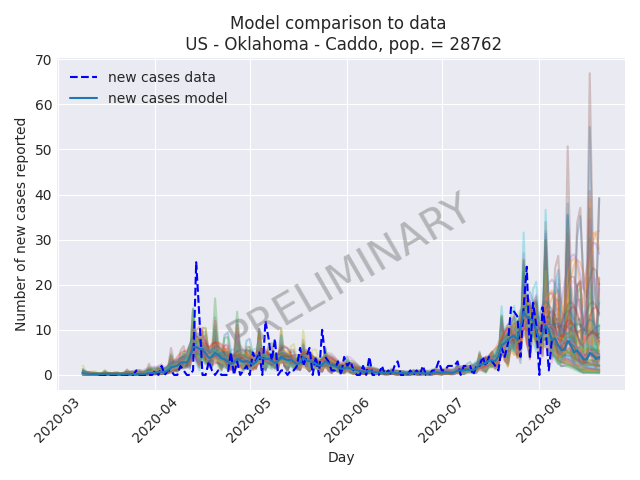 Model comparison to data
US - Oklahoma - Caddo, pop. = 28762
new cases data
new cases model
PRELIMINARY
Number of new cases reported
70
60
50
40
30
20
10
0
2020-03
2020-04
2020-05
2020-06
2020-07
2020-08
Day